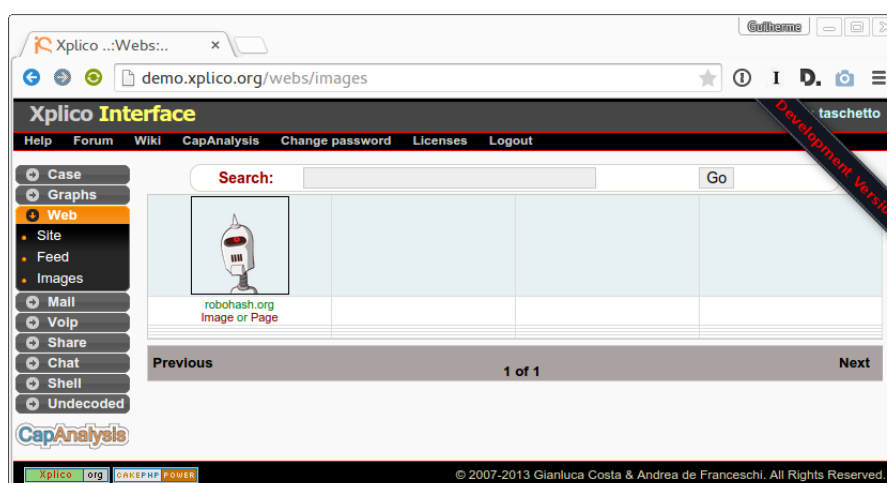 Guilherme
Xplico ..:Webs:..
demo.xplico.org/webs/images
Xplico Interface
taschetto
Help Forum Wiki CapAnalysis Change password Licenses Logout
Development Versio
Case
Graphs
Web
Site
Feed
Images
Mail
Voip
Share
Chat
Shell
Undecoded
CapAnalysis
Search: Go
robohash.org
Image or Page
Previous 1 of 1 Next
Xplico org CAKEPHP POWER
© 2007-2013 Gianluca Costa & Andrea de Franceschi. All Rights Reserved.